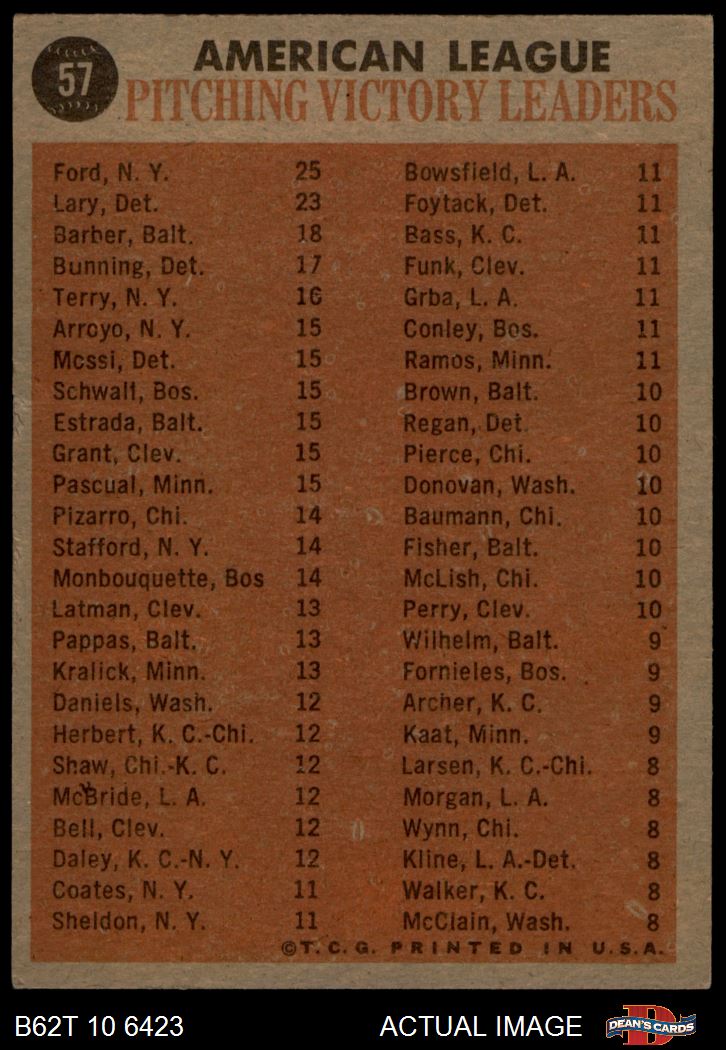 57
AMERICAN LEAGUE
PITCHING VICTORY LEADERS
Ford, N. Y. 25
Lary, Det. 23
Barber, Balt. 18
Bunning, Det. 17
Terry, N. Y. 16
Arroyo, N. Y. 15
Mossi, Det. 15
Schwall, Bos. 15
Estrada, Balt. 15
Grant, Clev. 15
Pascual, Minn. 15
Pizarro, Chi. 14
Stafford, N. Y. 14
Monbouquette, Bos 14
Latman, Clev. 13
Pappas, Balt. 13
Kralick, Minn. 13
Daniels, Wash. 12
Herbert, K. C.-Chi. 12
Shaw, Chi.-K. C. 12
McBride, L. A. 12
Bell, Clev. 12
Daley, K. C.-N. Y. 12
Coates, N. Y. 11
Sheldon, N. Y. 11
Bowsfield, L. A. 11
Foytack, Det. 11
Bass, K. C. 11
Funk, Clev. 11
Grba, L. A. 11
Conley, Bos. 11
Ramos, Minn. 11
Brown, Balt. 10
Regan, Det. 10
Pierce, Chi. 10
Donovan, Wash. 10
Baumann, Chi. 10
Fisher, Balt. 10
McLish, Chi. 10
Perry, Clev. 10
Wilhelm, Balt. 9
Fornieles, Bos. 9
Archer, K. C. 9
Kaat, Minn. 9
Larsen, K. C.-Chi. 8
Morgan, L. A. 8
Wynn, Chi. 8
Kline, L. A.-Det. 8
Walker, K. C. 8
McClain, Wash. 8
©T. C. G. PRINTED IN U.S.A.
B62T 10 6423
ACTUAL IMAGE
D
DEAN'S CARDS